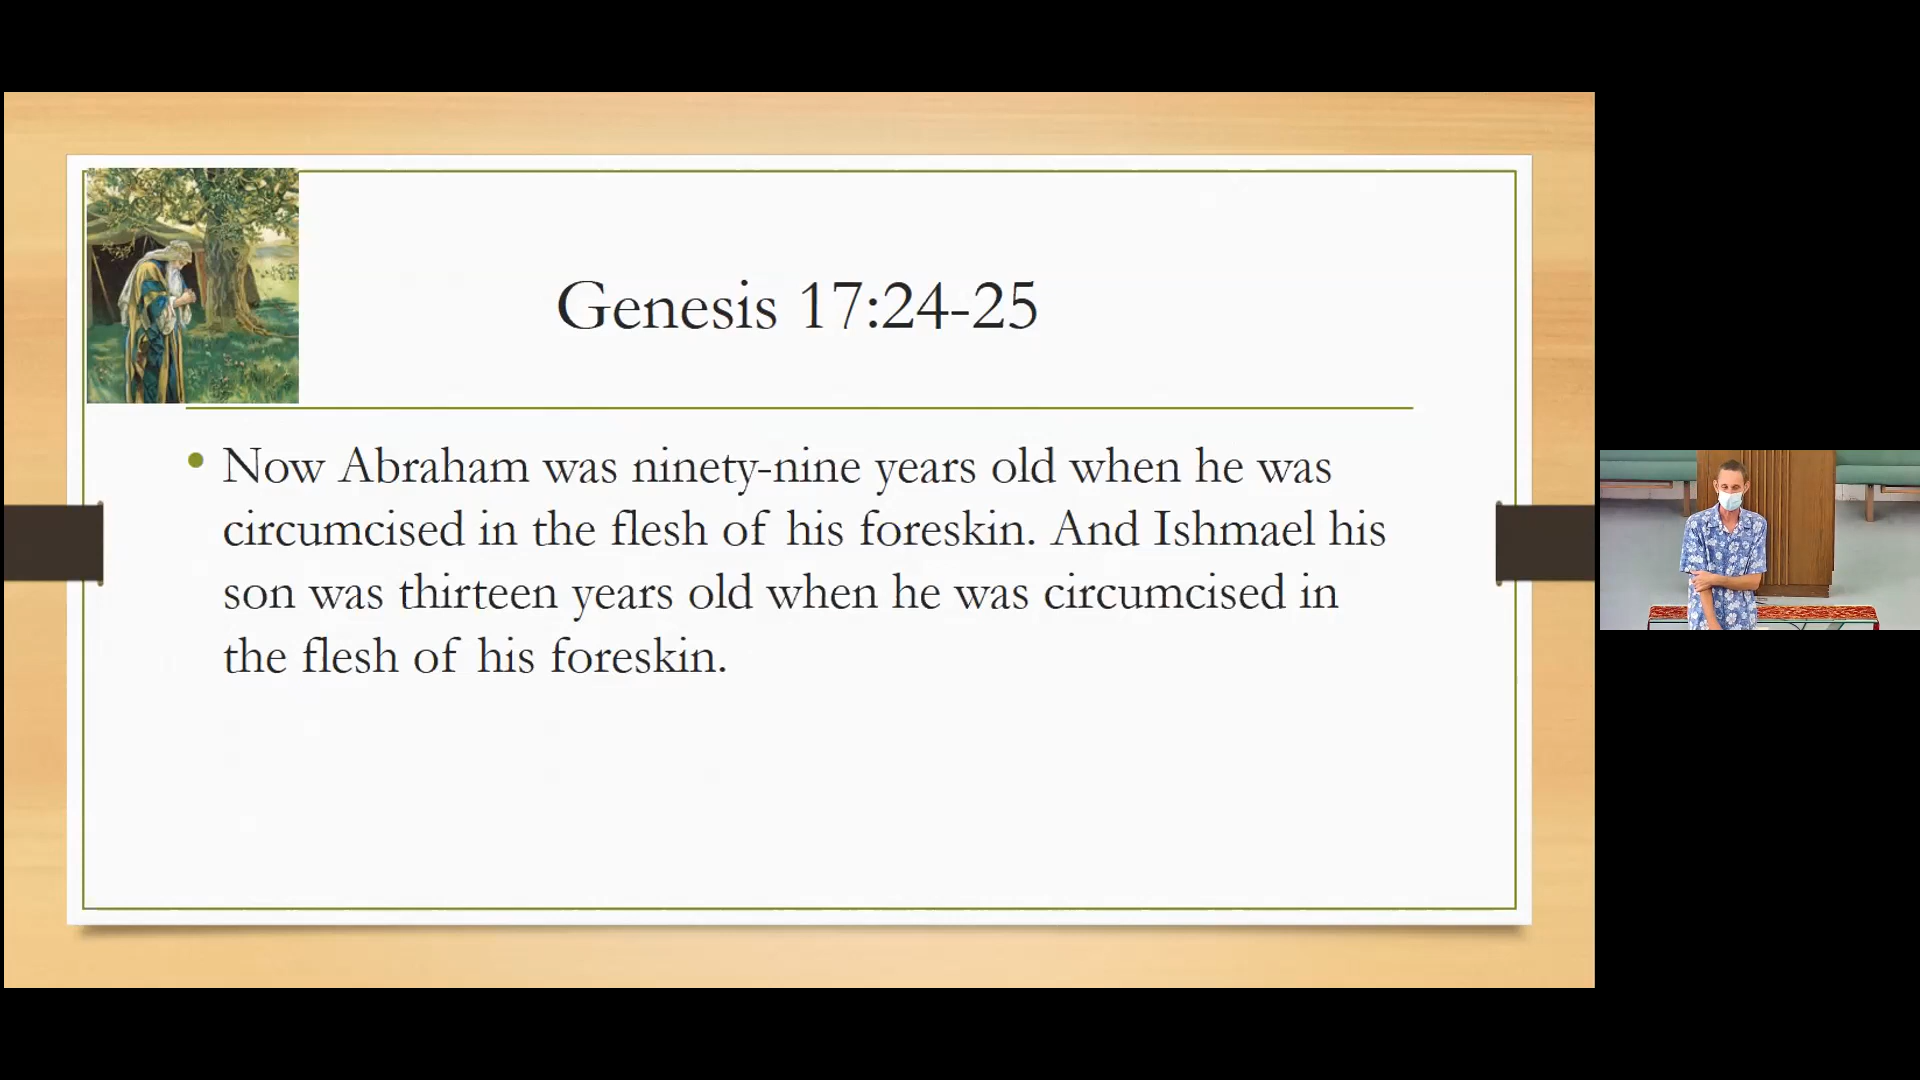 Genesis 17:24-25
• Now Abraham was ninety-nine years old when he was
circumcised in the flesh of his foreskin. And Ishmael his
son was thirteen years old when he was circumcised in
the flesh of his foreskin.